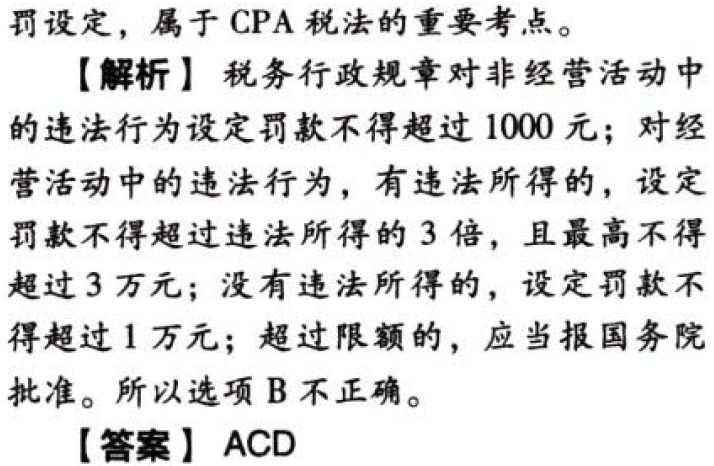 罚设定，属于 CPA 税法的重要考点。
【解析】 税务行政规章对非经营活动中
的违法行为设定罚款不得超过 1000 元；对经
营活动中的违法行为，有违法所得的，设定
罚款不得超过违法所得的 3 倍，且最高不得
超过 3 万元；没有违法所得的，设定罚款不
得超过 1 万元；超过限额的，应当报国务院
批准。所以选项 B 不正确。
【答案】 ACD